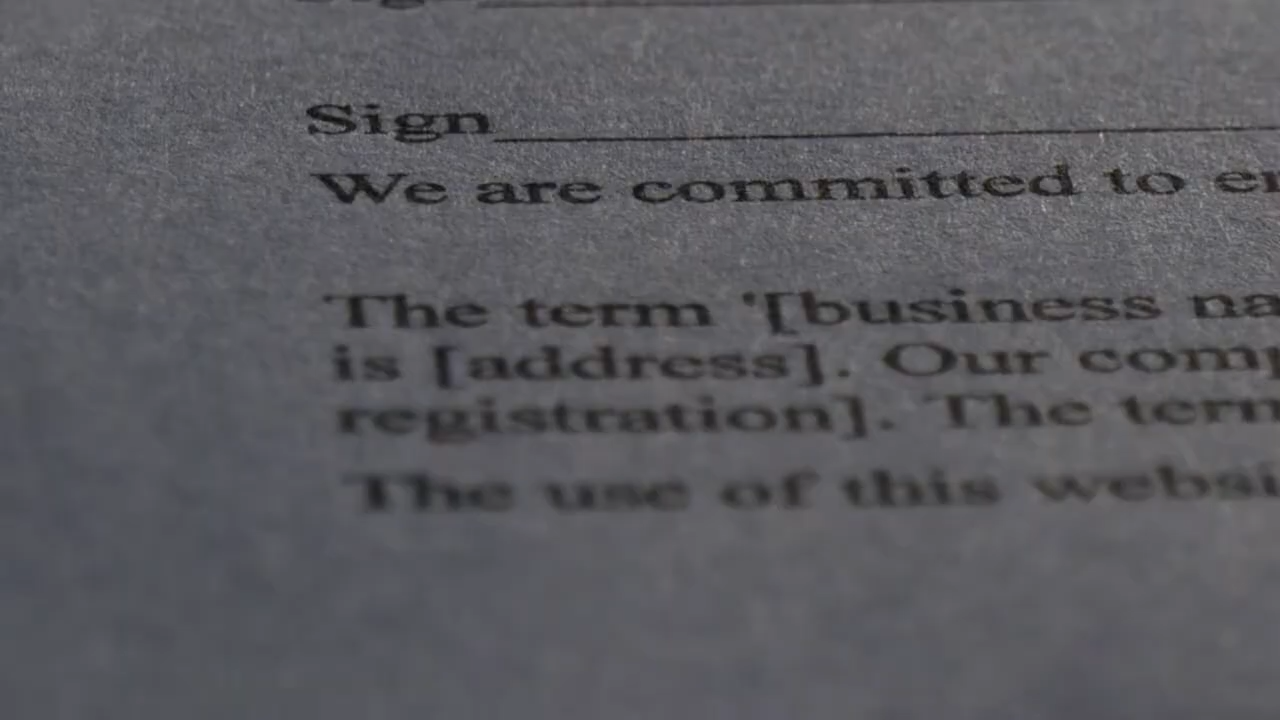 Sign
We are committed to
The term '[business
is [address]. Our
registration]. The
The use of this